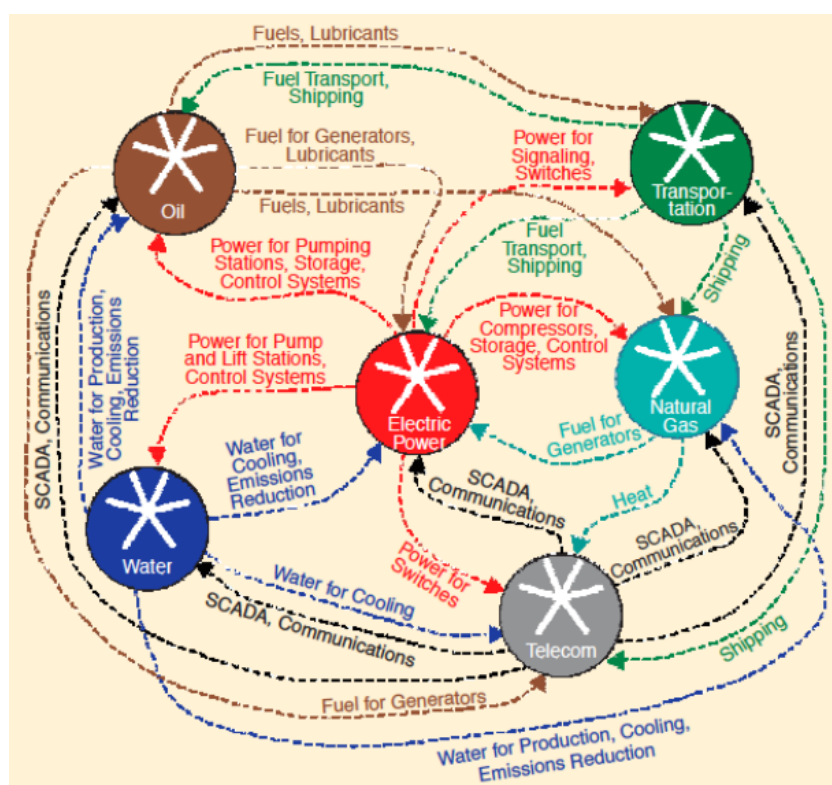 Fuels, Lubricants
Fuel Transport,
Shipping
Fuel for Generators,
Lubricants
Power for
Signaling,
Switches
Oil
Transpor-
tation
Fuels, Lubricants
Power for Pumping
Stations, Storage,
Control Systems
Fuel
Transport,
Shipping
Shipping
Power for
Compressors,
Storage, Control
Systems
Power for Pump
and Lift Stations,
Control Systems
SCADA, Communications
Water for Production,
Cooling, Emissions
Reduction
Electric
Power
Natural
Gas
SCADA,
Communications
Fuel for
Generators
Water for
Cooling,
Emissions
Reduction
SCADA,
Communications
Heat
SCADA,
Communications
Water
Power for
Switches
Water for Cooling
SCADA, Communications
Telecom
Shipping
Fuel for Generators
Water for Production, Cooling,
Emissions Reduction